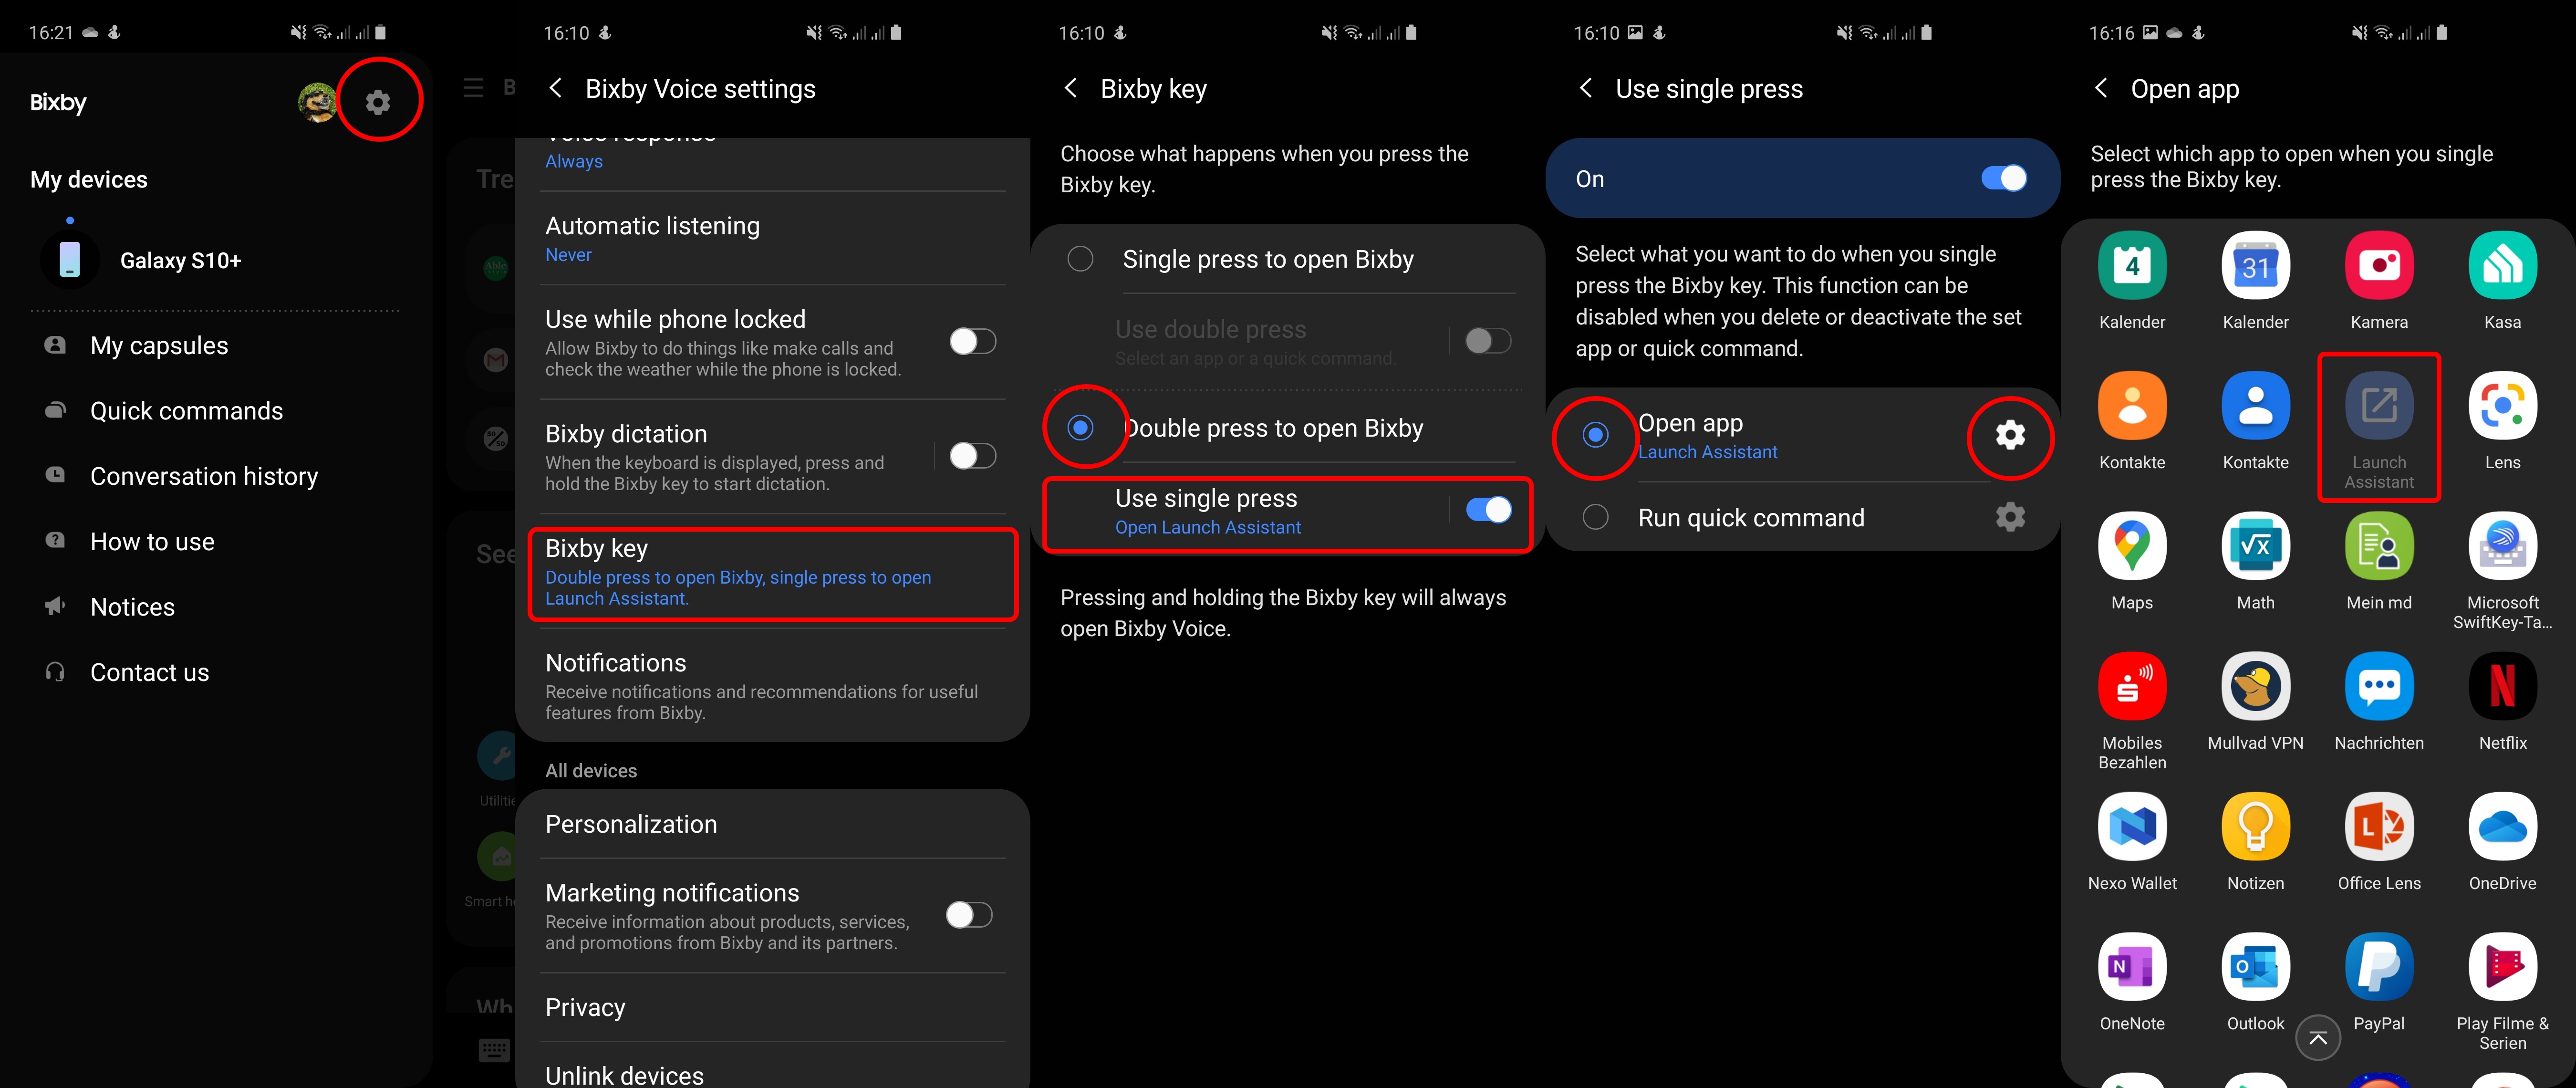 16:21
Bixby
My devices
Galaxy S10+
My capsules
Quick commands
Conversation history
How to use
Notices
Contact us
B
Tre
See
Utilitie
Smart h
Wh
16:10
Bixby Voice settings
Voice response
Always
Automatic listening
Never
Use while phone locked
Allow Bixby to do things like make calls and
check the weather while the phone is locked.
Bixby dictation
When the keyboard is displayed, press and
hold the Bixby key to start dictation.
Bixby key
Double press to open Bixby, single press to open
Launch Assistant.
Notifications
Receive notifications and recommendations for useful
features from Bixby.
All devices
Personalization
Marketing notifications
Receive information about products, services,
and promotions from Bixby and its partners.
Privacy
Unlink devices
16:10
Bixby key
Choose what happens when you press the
Bixby key.
Single press to open Bixby
Use double press
Select an app or a quick command.
Double press to open Bixby
Use single press
Open Launch Assistant
Pressing and holding the Bixby key will always
open Bixby Voice.
16:10
Use single press
On
Select what you want to do when you single
press the Bixby key. This function can be
disabled when you delete or deactivate the set
app or quick command.
Open app
Launch Assistant
Run quick command
16:16
Open app
Select which app to open when you single
press the Bixby key.
4
31
Kalender
Kalender
Kamera
Kasa
Kontakte
Kontakte
Launch
Assistant
Lens
√x
Maps
Math
Mein md
Microsoft
SwiftKey-Ta...
N
Mobiles
Bezahlen
Mullvad VPN
Nachrichten
Netflix
L
Nexo Wallet
Notizen
Office Lens
OneDrive
N
O
P
OneNote
Outlook
PayPal
Play Filme &
Serien